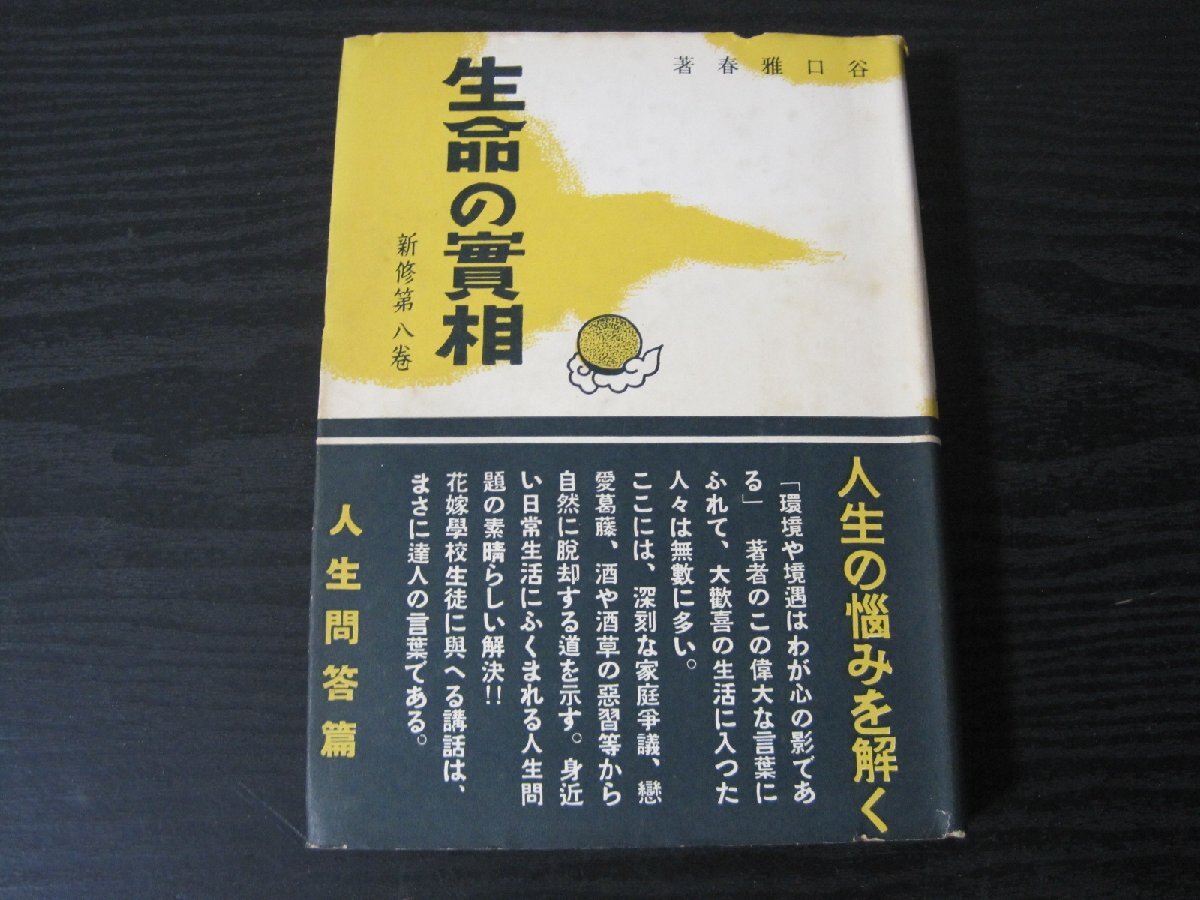 谷口雅春著
生命の實相
新修第八卷
人生の悩みを解く
「環境や境遇はわが心の影であ
る」　著者のこの偉大な言葉に
ふれて、大歡喜の生活に入つた
人々は無數に多い。
ここには、深刻な家庭爭議、戀
愛葛藤、酒や酒草の惡習等から
自然に脫却する道を示す。身近
い日常生活にふくまれる人生問
題の素晴らしい解決!!
花嫁學校生徒に與へる講話は、
まさに達人の言葉である。
人生問答篇